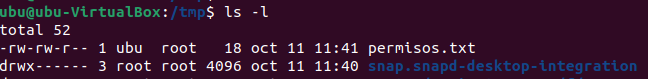 ubu@ubu-VirtualBox:/tmp$ ls -l
total 52
-rw-rw-r-- 1 ubu  root   18 oct 11 11:41 permisos.txt
drwx------ 3 root root 4096 oct 11 11:40 snap.snapd-desktop-integration